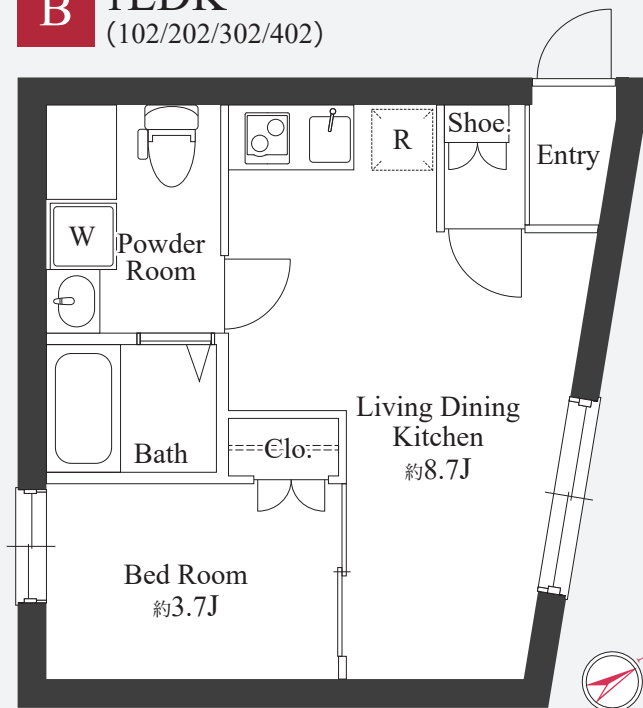 B
1LDK
(102/202/302/402)
Shoe.
R
Entry
W
Powder
Room
Living Dining
Kitchen
約8.7J
Clo.
Bath
Bed Room
約3.7J